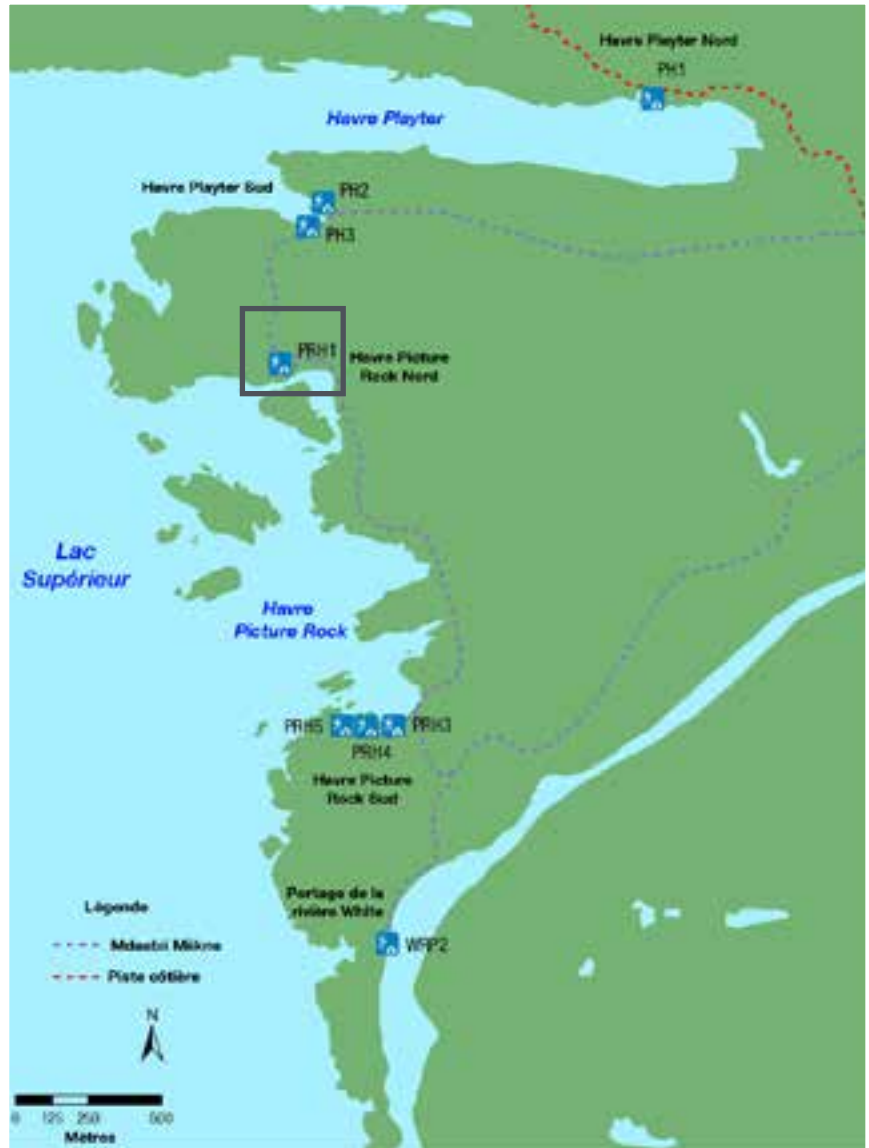 Havre Playter Nord
PH1
Havre Playter
Havre Playter Sud
PH2
PH3
PRH1
Havre Picture
Rock Nord
Lac
Supérieur
Havre
Picture Rock
PRH5
PRH4
PRH3
Havre Picture
Rock Sud
Portage de la
rivière White
WRP2
Légende
Mdaabii Miikna
Piste côtière
N
0 125 250 500
Mètres